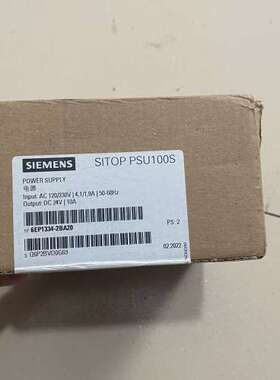 SIEMENS SITOP PSU100S
POWER SUPPLY
电源
Input: AC 120/230V | 4,1/1,9A | 50-60Hz
Output: DC 24V | 10A
1P 6EP1334-2BA20
PS: 2
02.2022